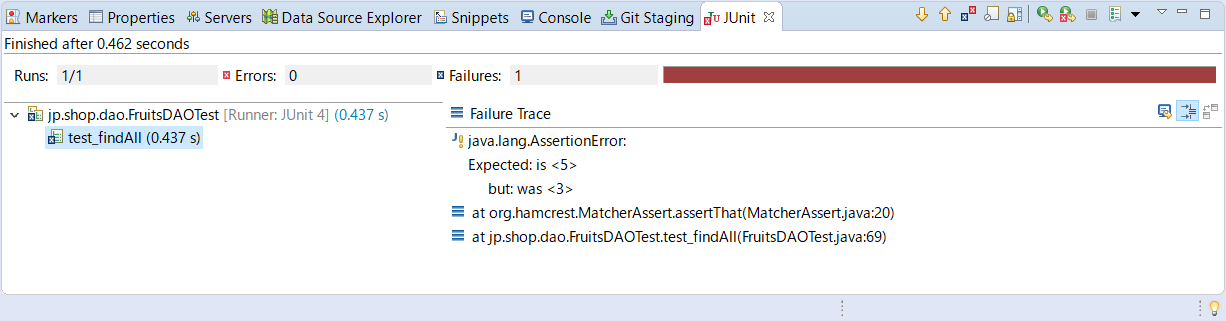 Markers Properties Servers Data Source Explorer Snippets Console Git Staging JUnit
Finished after 0.462 seconds
Runs: 1/1 Errors: 0 Failures: 1
jp.shop.dao.FruitsDAOTest [Runner: JUnit 4] (0.437 s)
test_findAll (0.437 s)
Failure Trace
java.lang.AssertionError:
Expected: is <5>
but: was <3>
at org.hamcrest.MatcherAssert.assertThat(MatcherAssert.java:20)
at jp.shop.dao.FruitsDAOTest.test_findAll(FruitsDAOTest.java:69)